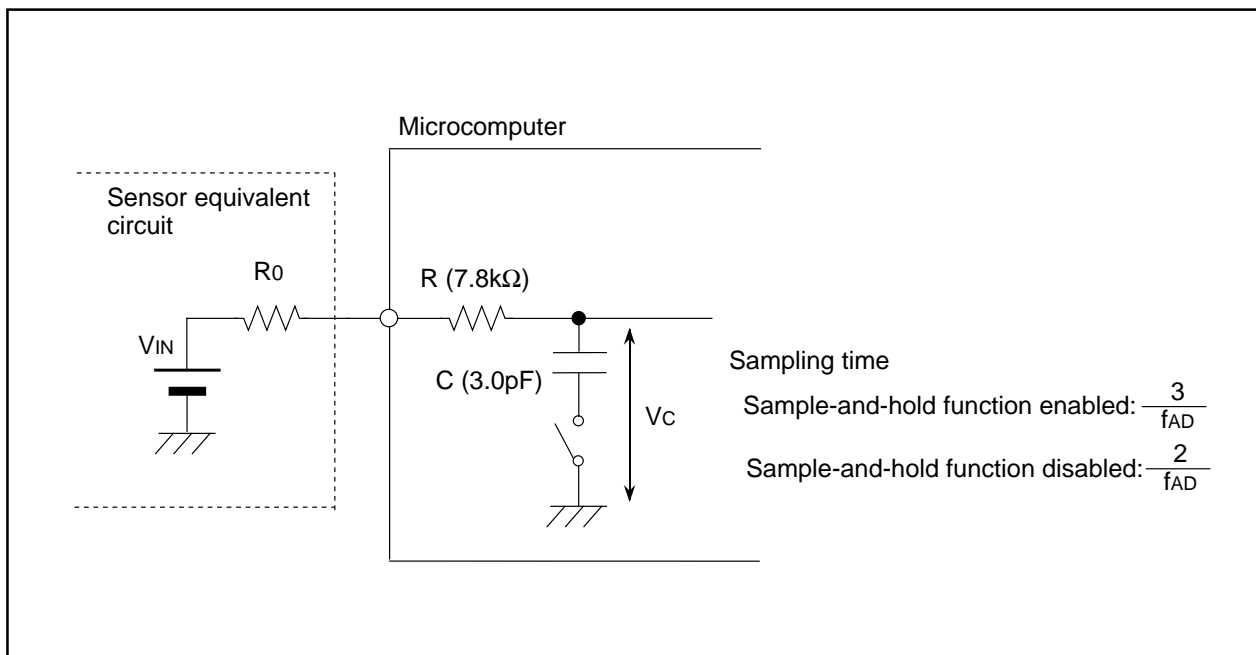 Microcomputer
Sensor equivalent
circuit
R0
R (7.8kΩ)
VIN
C (3.0pF)
VC
Sampling time
Sample-and-hold function enabled: 3/fAD
Sample-and-hold function disabled: 2/fAD